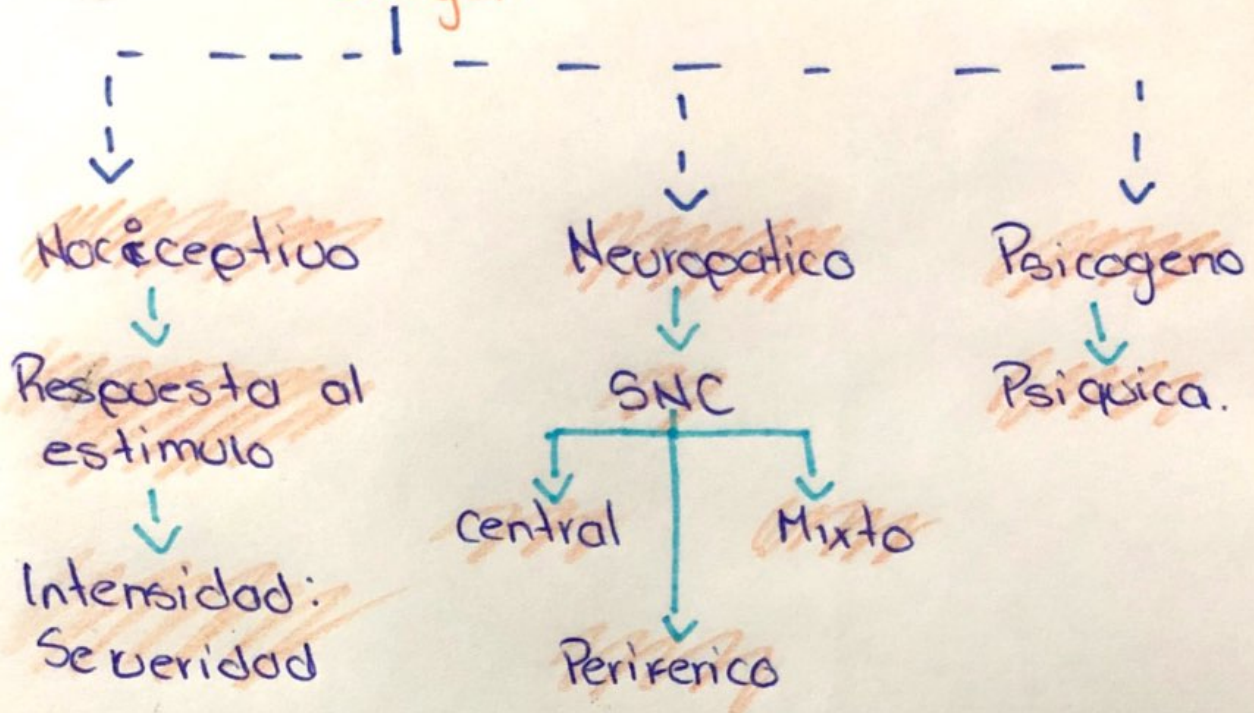 Nociceptivo
Neuropatico
Psicogeno
Respuesta al
estimulo
SNC
Psiquica.
central
Mixto
Intensidad:
Severidad
Periferico